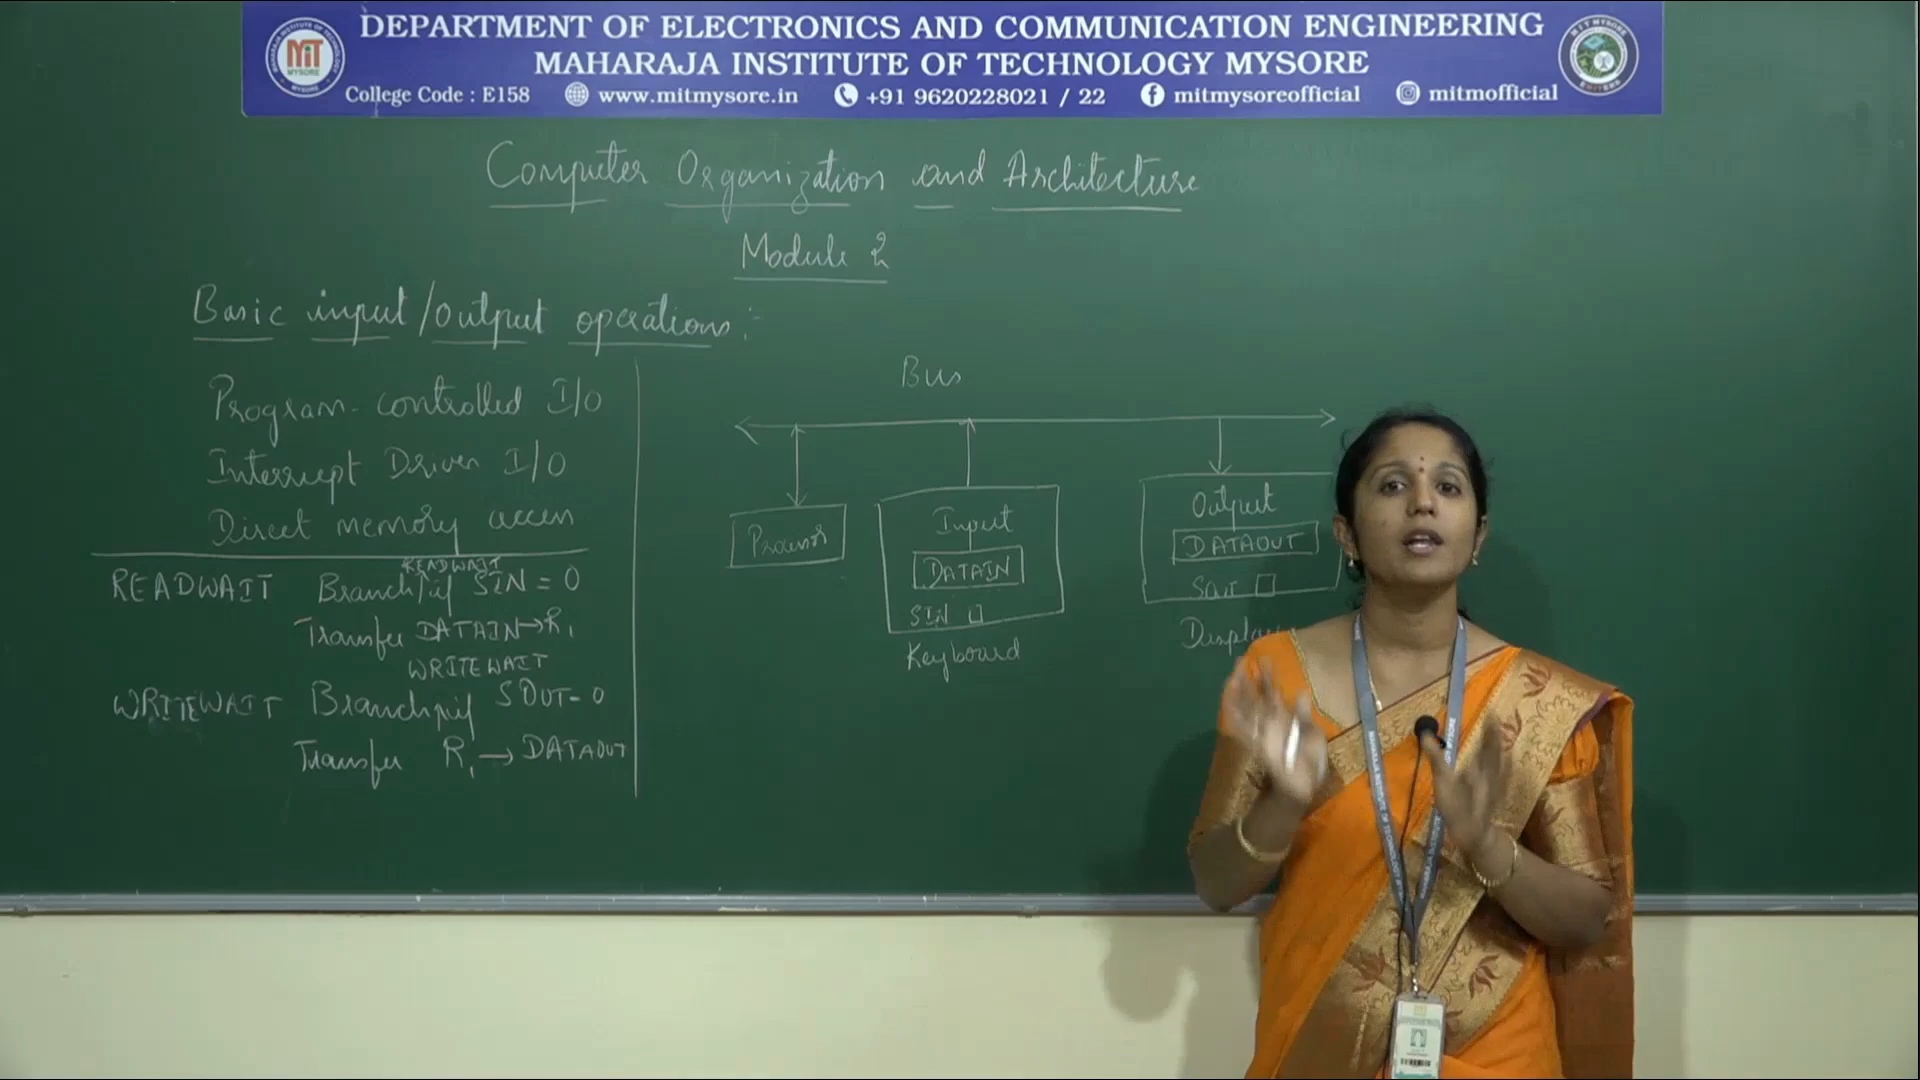 DEPARTMENT OF ELECTRONICS AND COMMUNICATION ENGINEERING
MAHARAJA INSTITUTE OF TECHNOLOGY MYSORE
College Code : E158 www.mitmysore.in +91 9620228021 / 22 mitmysoreofficial mitmofficial
MIT
MYSORE
Computer Organization and Architecture
Module 2
Basic input/output operations:-
Program-controlled I/O
Interrupt Driven I/O
Direct memory access
READWAIT
READWAIT Branch if SIN = 0
Transfer DATAIN → R1
WRITEWAIT
WRITEWAIT Branch if SOUT = 0
Transfer R1 → DATAOUT
Bus
Processor
Input
DATAIN
SIN
Keyboard
Output
DATAOUT
SOUT
Display